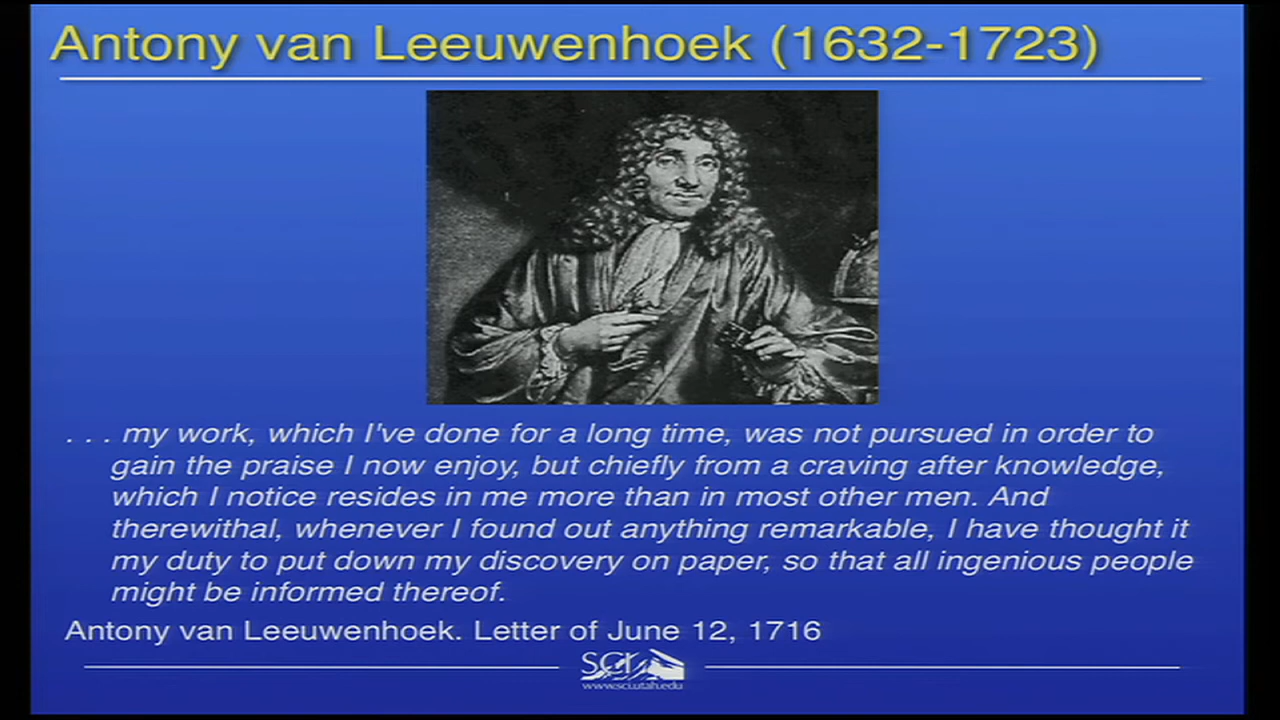 Antony van Leeuwenhoek (1632-1723)
. . . my work, which I've done for a long time, was not pursued in order to
gain the praise I now enjoy, but chiefly from a craving after knowledge,
which I notice resides in me more than in most other men. And
therewithal, whenever I found out anything remarkable, I have thought it
my duty to put down my discovery on paper, so that all ingenious people
might be informed thereof.
Antony van Leeuwenhoek. Letter of June 12, 1716
SCI
www.sci.utah.edu